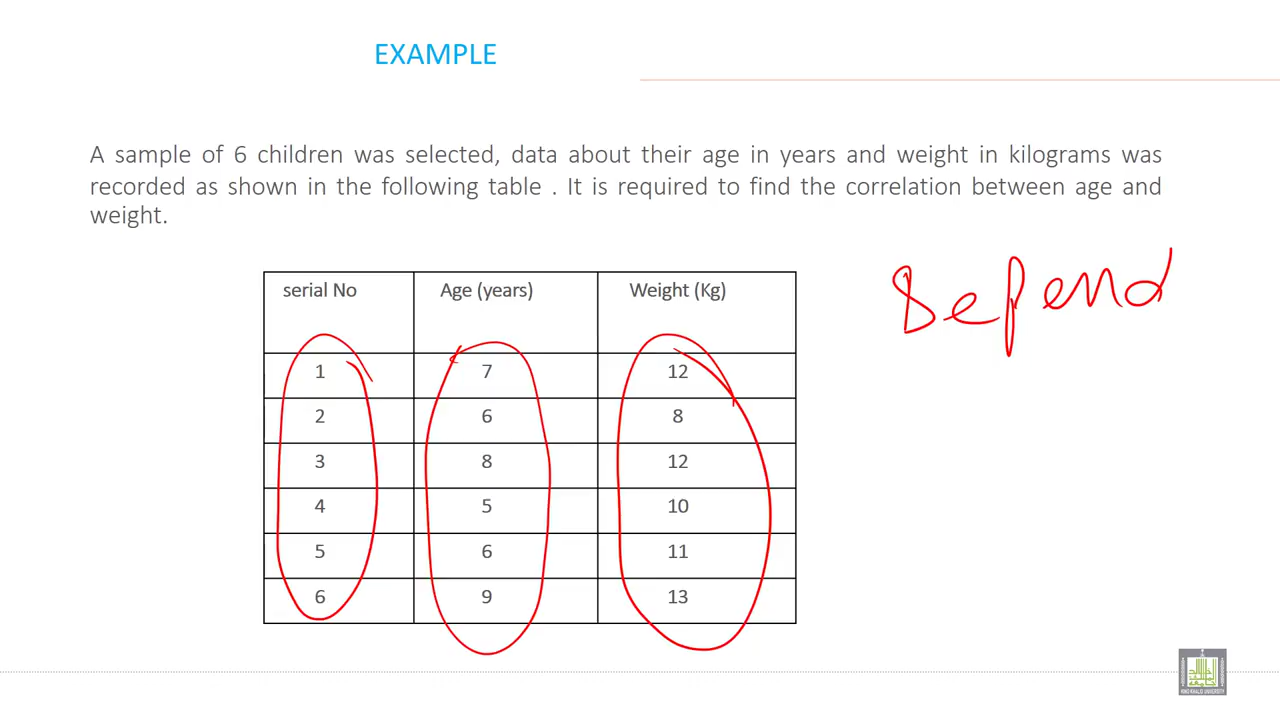 EXAMPLE
A sample of 6 children was selected, data about their age in years and weight in kilograms was
recorded as shown in the following table . It is required to find the correlation between age and
weight.
serial No Age (years) Weight (Kg)
1 7 12
2 6 8
3 8 12
4 5 10
5 6 11
6 9 13
Depend
KING KHALID UNIVERSITY